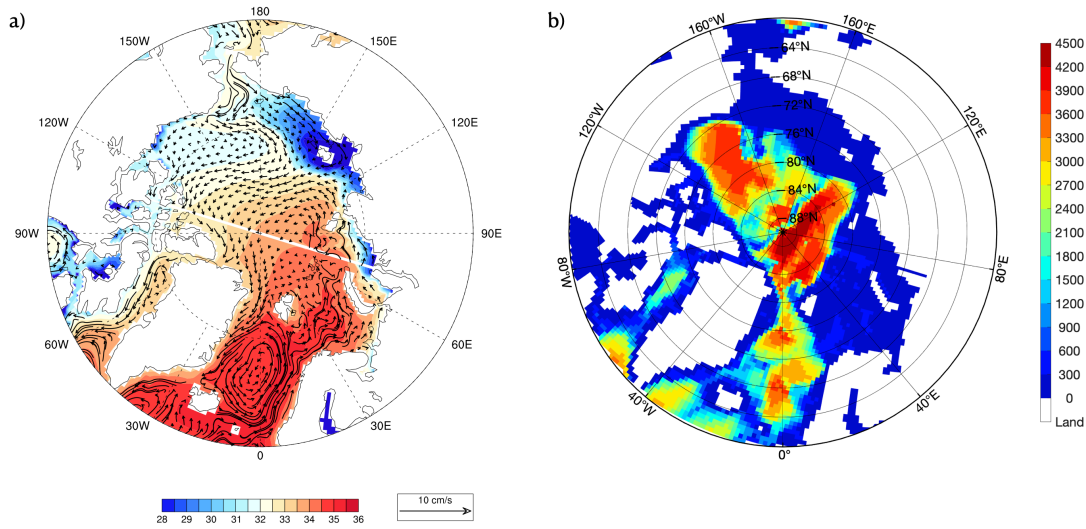 a)
180
150W
150E
120W
120E
90W
90E
60W
60E
30W
30E
0
28 29 30 31 32 33 34 35 36
10 cm/s
b)
160°W
160°E
64°N
68°N
72°N
76°N
80°N
84°N
88°N
120°W
120°E
80°W
80°E
40°W
40°E
0°
4500
4200
3900
3600
3300
3000
2700
2400
2100
1800
1500
1200
900
600
300
0
Land